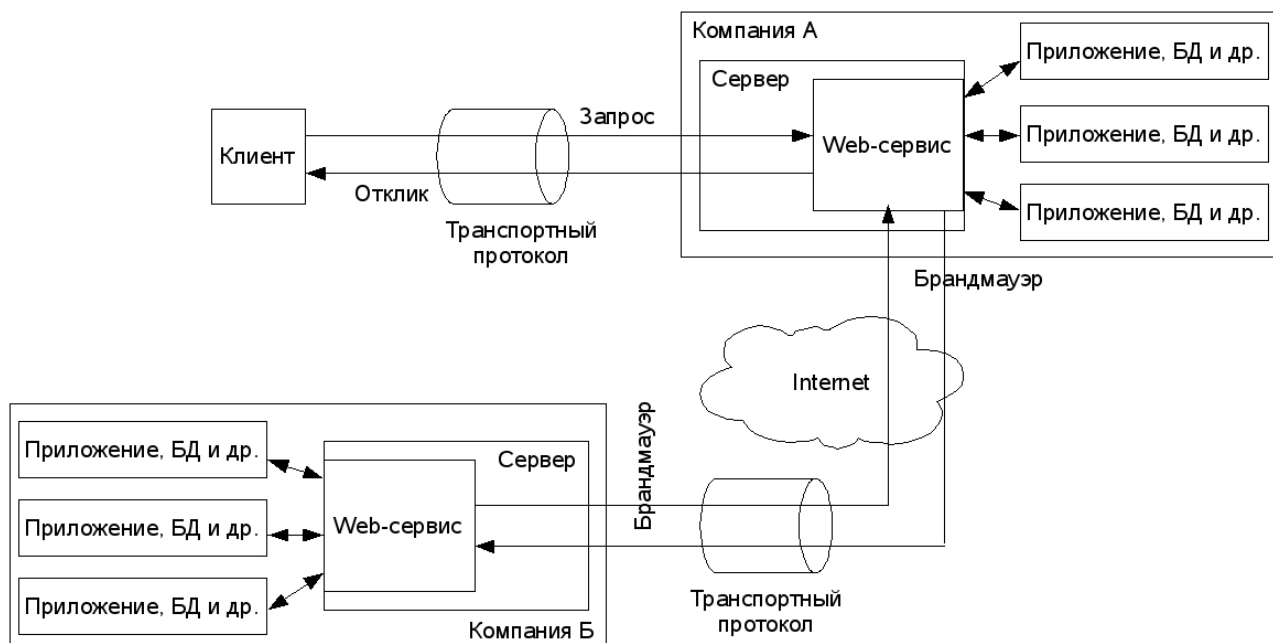 Компания А
Приложение, БД и др.
Сервер
Запрос
Web-сервис
Приложение, БД и др.
Клиент
Отклик
Приложение, БД и др.
Транспортный
протокол
Брандмауэр
Internet
Брандмауэр
Приложение, БД и др.
Сервер
Приложение, БД и др.
Web-сервис
Приложение, БД и др.
Транспортный
протокол
Компания Б